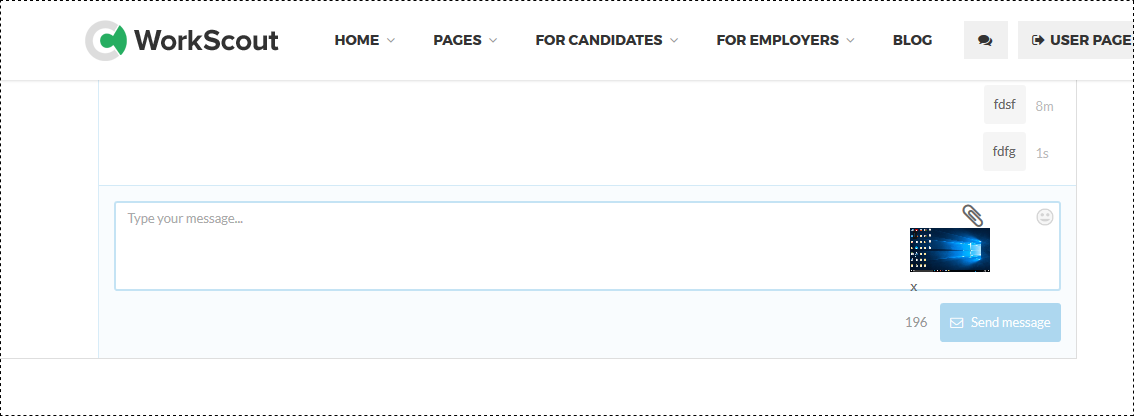 WorkScout HOME PAGES FOR CANDIDATES FOR EMPLOYERS BLOG USER PAGE
fdsf 8m
fdfg 1s
Type your message...
x
196 Send message